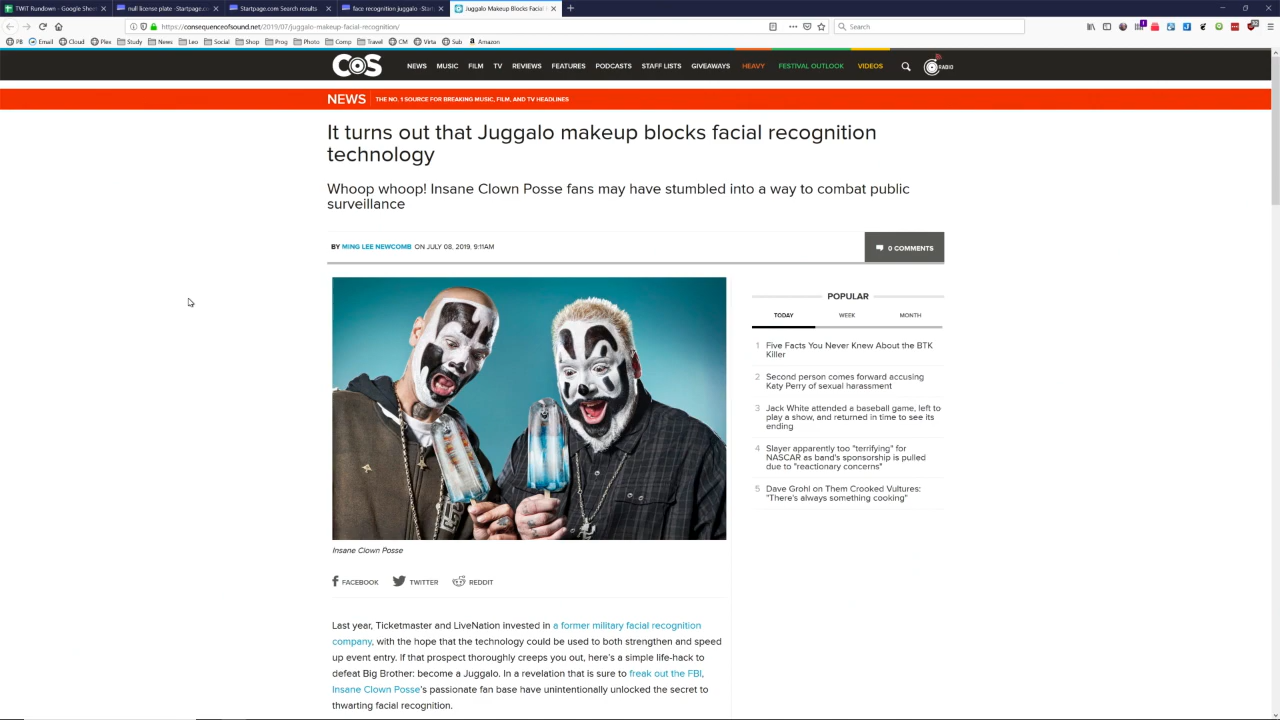 TWiT Rundown - Google Sheet
null license plate -Startpage.com
Startpage.com Search results
face recognition juggalo -Start
Juggalo Makeup Blocks Facial
https://consequenceofsound.net/2019/07/juggalo-makeup-facial-recognition/
Search
PB Email Cloud Plex Study News Leo Social Shop Prog Photo Comp Travel CM Virta Sub Amazon
COS NEWS MUSIC FILM TV REVIEWS FEATURES PODCASTS STAFF LISTS GIVEAWAYS HEAVY FESTIVAL OUTLOOK VIDEOS RADIO
NEWS THE NO. 1 SOURCE FOR BREAKING MUSIC, FILM, AND TV HEADLINES
It turns out that Juggalo makeup blocks facial recognition
technology
Whoop whoop! Insane Clown Posse fans may have stumbled into a way to combat public
surveillance
BY MING LEE NEWCOMB ON JULY 08, 2019, 9:11AM
0 COMMENTS
Insane Clown Posse
FACEBOOK TWITTER REDDIT
Last year, Ticketmaster and LiveNation invested in a former military facial recognition
company, with the hope that the technology could be used to both strengthen and speed
up event entry. If that prospect thoroughly creeps you out, here's a simple life-hack to
defeat Big Brother: become a Juggalo. In a revelation that is sure to freak out the FBI,
Insane Clown Posse's passionate fan base have unintentionally unlocked the secret to
thwarting facial recognition.
POPULAR
TODAY WEEK MONTH
1 Five Facts You Never Knew About the BTK
Killer
2 Second person comes forward accusing
Katy Perry of sexual harassment
3 Jack White attended a baseball game, left to
play a show, and returned in time to see its
ending
4 Slayer apparently too "terrifying" for
NASCAR as band's sponsorship is pulled
due to "reactionary concerns"
5 Dave Grohl on Them Crooked Vultures:
"There's always something cooking"